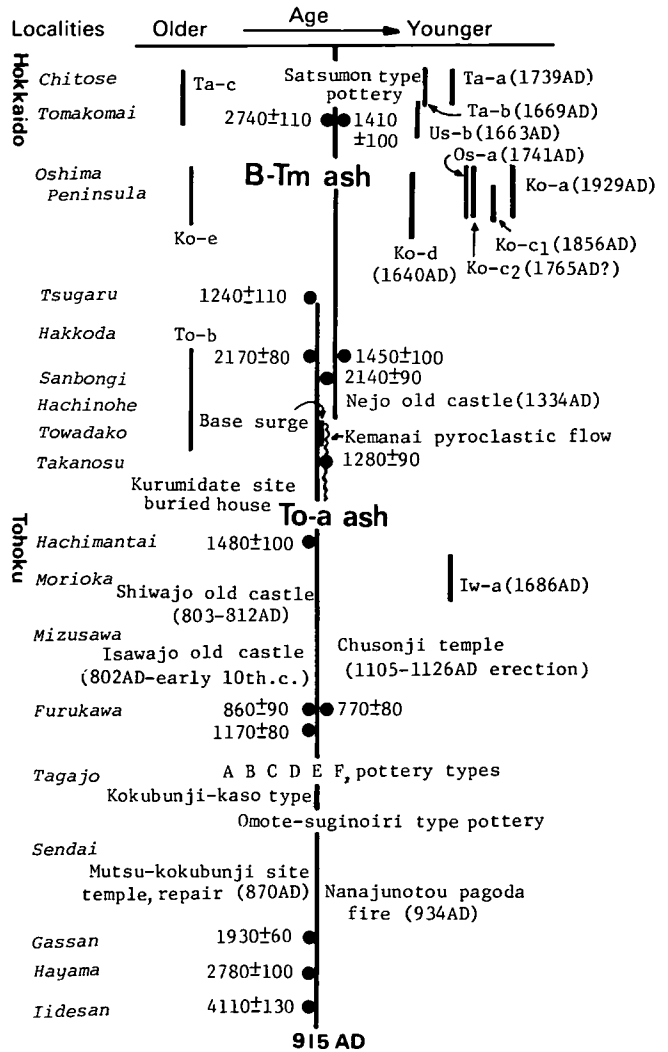 Localities Older Age Younger
Hokkaido
Chitose Ta-c Satsumon type Ta-a(1739AD)
pottery Ta-b(1669AD)
Tomakomai 2740±110 1410 Us-b(1663AD)
±100
Os-a(1741AD)
Oshima B-Tm ash Ko-a(1929AD)
Peninsula
Ko-e Ko-d Ko-c1(1856AD)
(1640AD) Ko-c2(1765AD?)
Tsugaru 1240±110
Hakkoda To-b
2170±80 1450±100
Sanbongi 2140±90
Hachinohe Nejo old castle(1334AD)
Base surge
Towadako Kemanai pyroclastic flow
Takanosu 1280±90
Kurumidate site
buried house
To-a ash
Tohoku
Hachimantai 1480±100
Morioka Iw-a(1686AD)
Shiwajo old castle
(803-812AD)
Mizusawa
Isawajo old castle Chusonji temple
(802AD-early 10th.c.) (1105-1126AD erection)
Furukawa 860±90 770±80
1170±80
Tagajo A B C D E F, pottery types
Kokubunji-kaso type
Omote-suginoiri type pottery
Sendai
Mutsu-kokubunji site
temple, repair (870AD) Nanajunotou pagoda
fire (934AD)
Gassan 1930±60
Hayama 2780±100
Iidesan 4110±130
915 AD